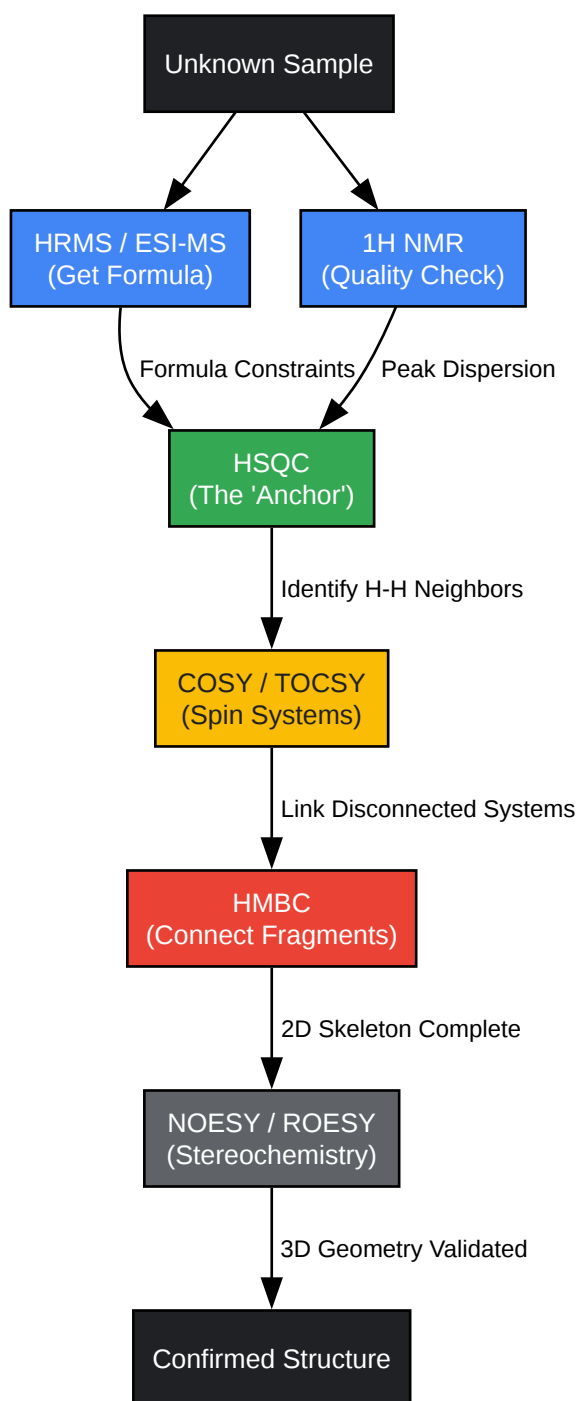 Unknown Sample
HRMS / ESI-MS
(Get Formula)
1H NMR
(Quality Check)
Formula Constraints
Peak Dispersion
HSQC
(The 'Anchor')
Identify H-H Neighbors
COSY / TOCSY
(Spin Systems)
Link Disconnected Systems
HMBC
(Connect Fragments)
2D Skeleton Complete
NOESY / ROESY
(Stereochemistry)
3D Geometry Validated
Confirmed Structure